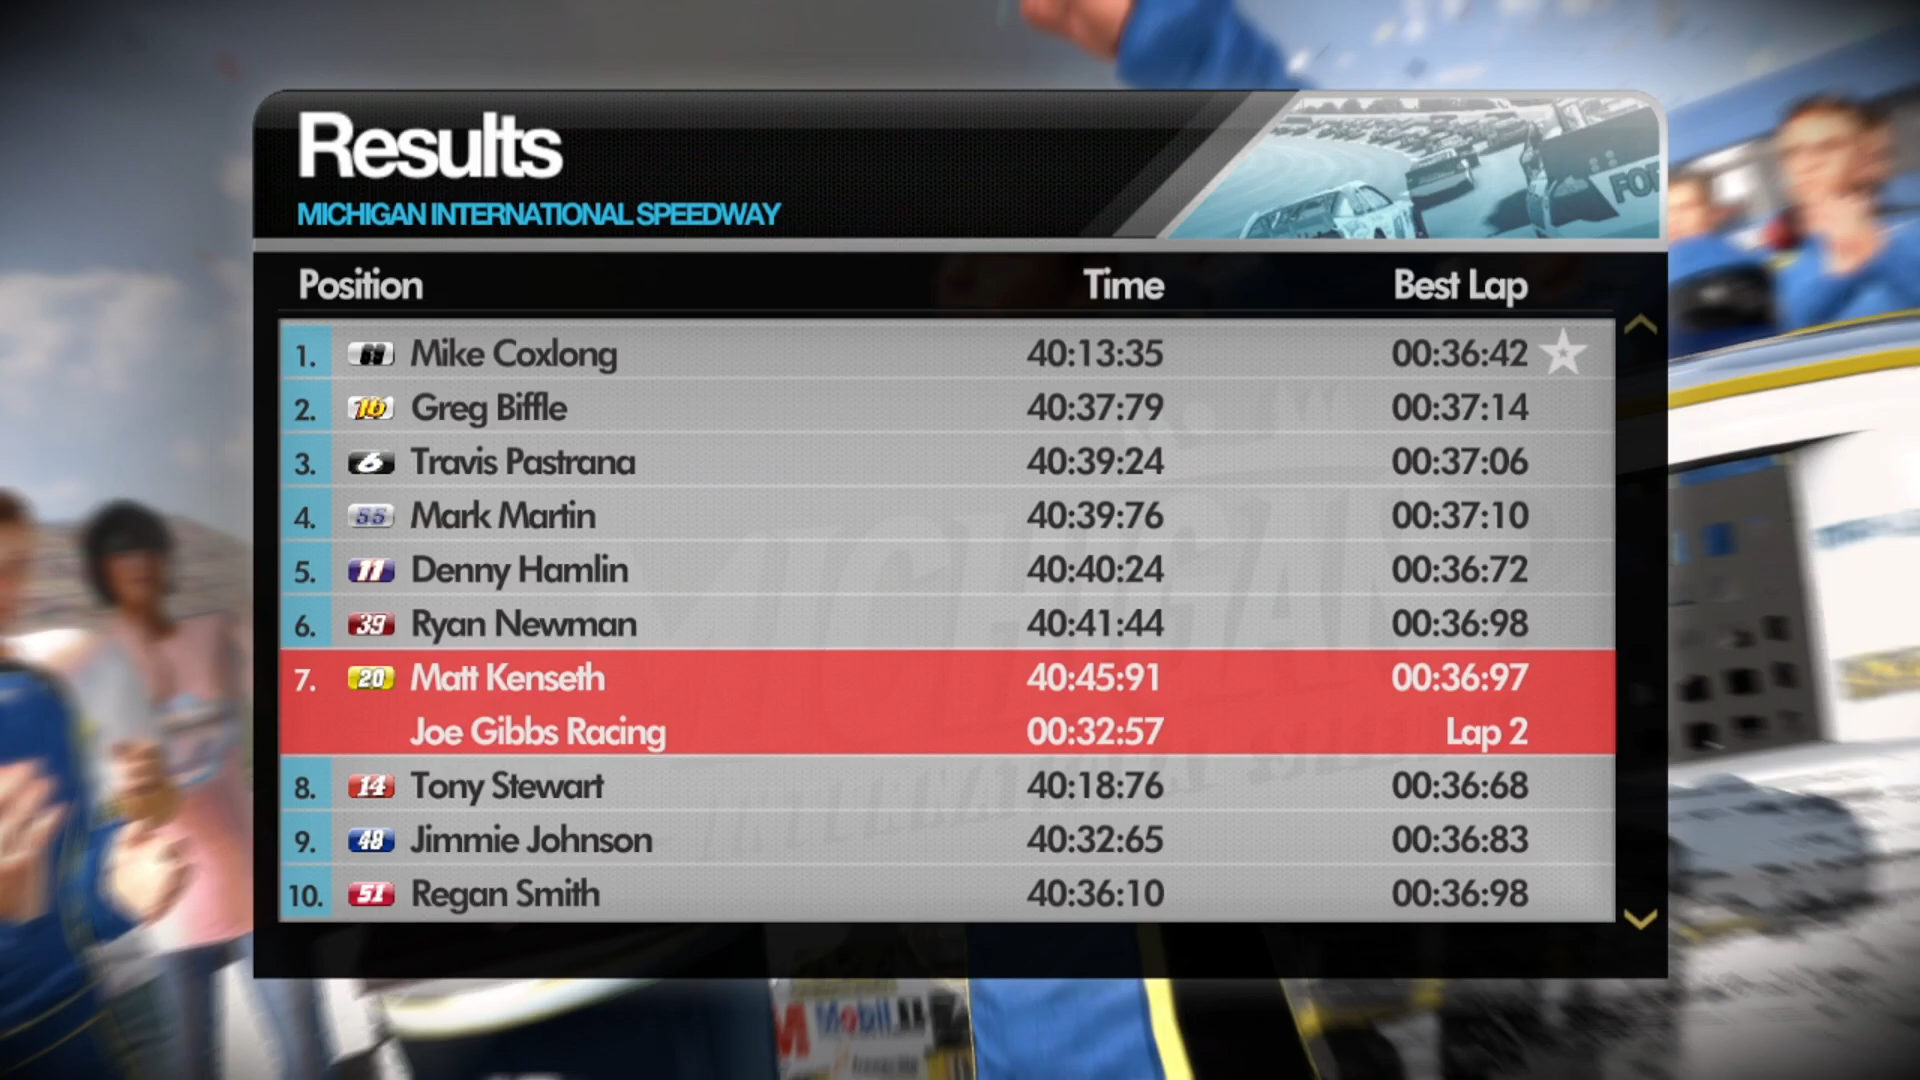 Results
MICHIGAN INTERNATIONAL SPEEDWAY
FOR
Position Time Best Lap
1. Mike Coxlong 40:13:35 00:36:42
2. Greg Biffle 40:37:79 00:37:14
3. 6 Travis Pastrana 40:39:24 00:37:06
4. 55 Mark Martin 40:39:76 00:37:10
5. 11 Denny Hamlin 40:40:24 00:36:72
6. 39 Ryan Newman 40:41:44 00:36:98
7. 20 Matt Kenseth 40:45:91 00:36:97
Joe Gibbs Racing 00:32:57 Lap 2
8. 14 Tony Stewart 40:18:76 00:36:68
9. 48 Jimmie Johnson 40:32:65 00:36:83
10. 51 Regan Smith 40:36:10 00:36:98
MICHIGAN
INTERNATIONAL SPEEDWAY
Mobil 1